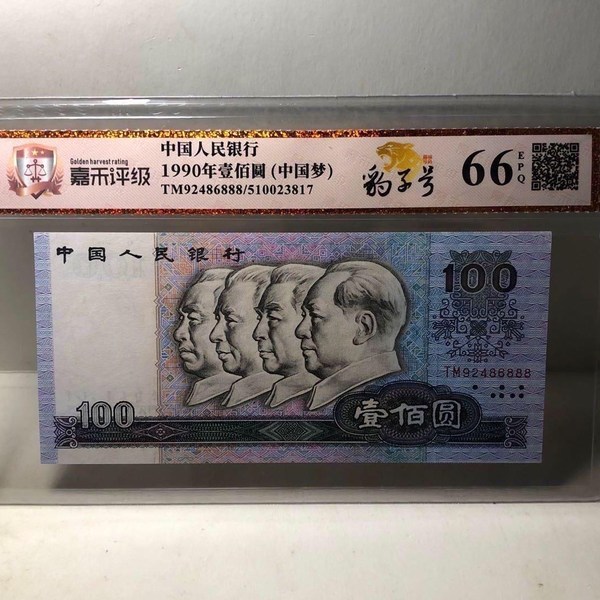 Golden harvest rating
嘉禾评级
中国人民银行
1990年壹佰圓 (中国梦)
TM92486888/510023817
豹子号
66 EPQ
中国人民银行
100
TM92486888
100
壹佰圆